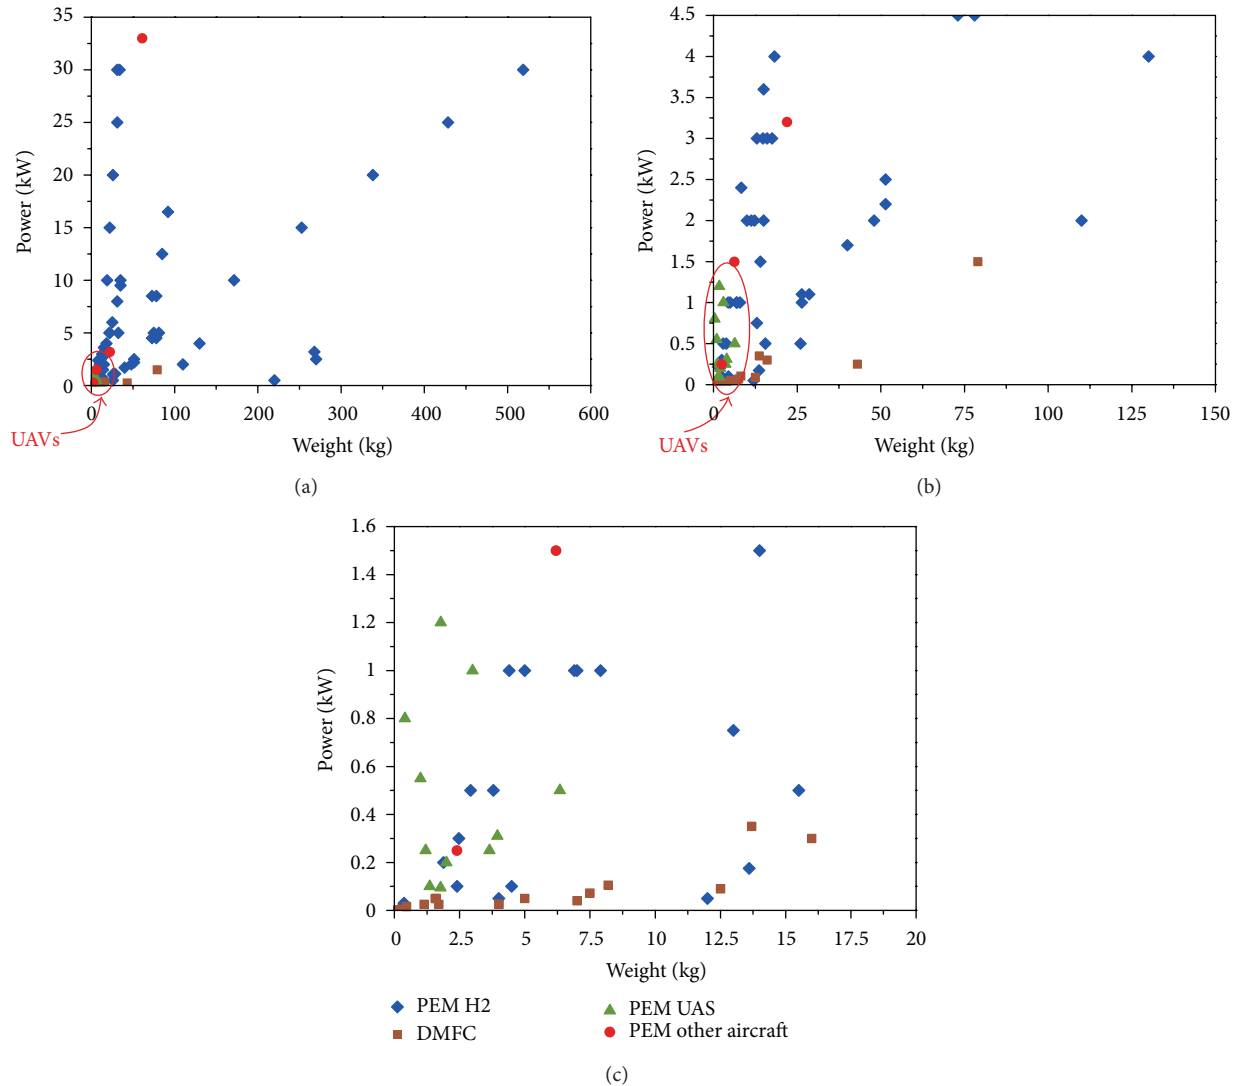 (a)
35
30
25
20
15
10
5
0
Power (kW)
0 100 200 300 400 500 600
UAVs
Weight (kg)
(b)
4.5
4
3.5
3
2.5
2
1.5
1
0.5
0
Power (kW)
0 25 50 75 100 125 150
UAVs
Weight (kg)
(a)
(b)
1.6
1.4
1.2
1
0.8
0.6
0.4
0.2
0
Power (kW)
0 2.5 5 7.5 10 12.5 15 17.5 20
Weight (kg)
PEM H2
DMFC
PEM UAS
PEM other aircraft
(c)